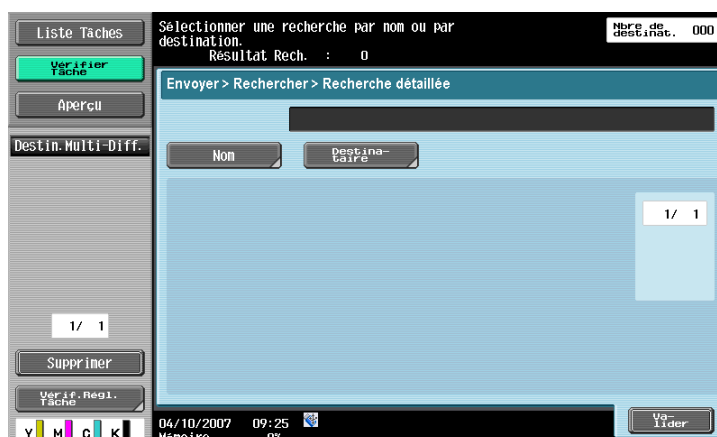 Liste Tâches
Sélectionner une recherche par nom ou par
destination.
Résultat Rech. : 0
Nbre de
destinat. 000
Vérifier
Tâche
Envoyer > Rechercher > Recherche détaillée
Aperçu
Destin.Multi-Diff.
Nom
Destina-
taire
1/ 1
1/ 1
Supprimer
Vérif.Régl.
Tâche
04/10/2007 09:25
Mémoire 0%
Va-
lider
Y M C K